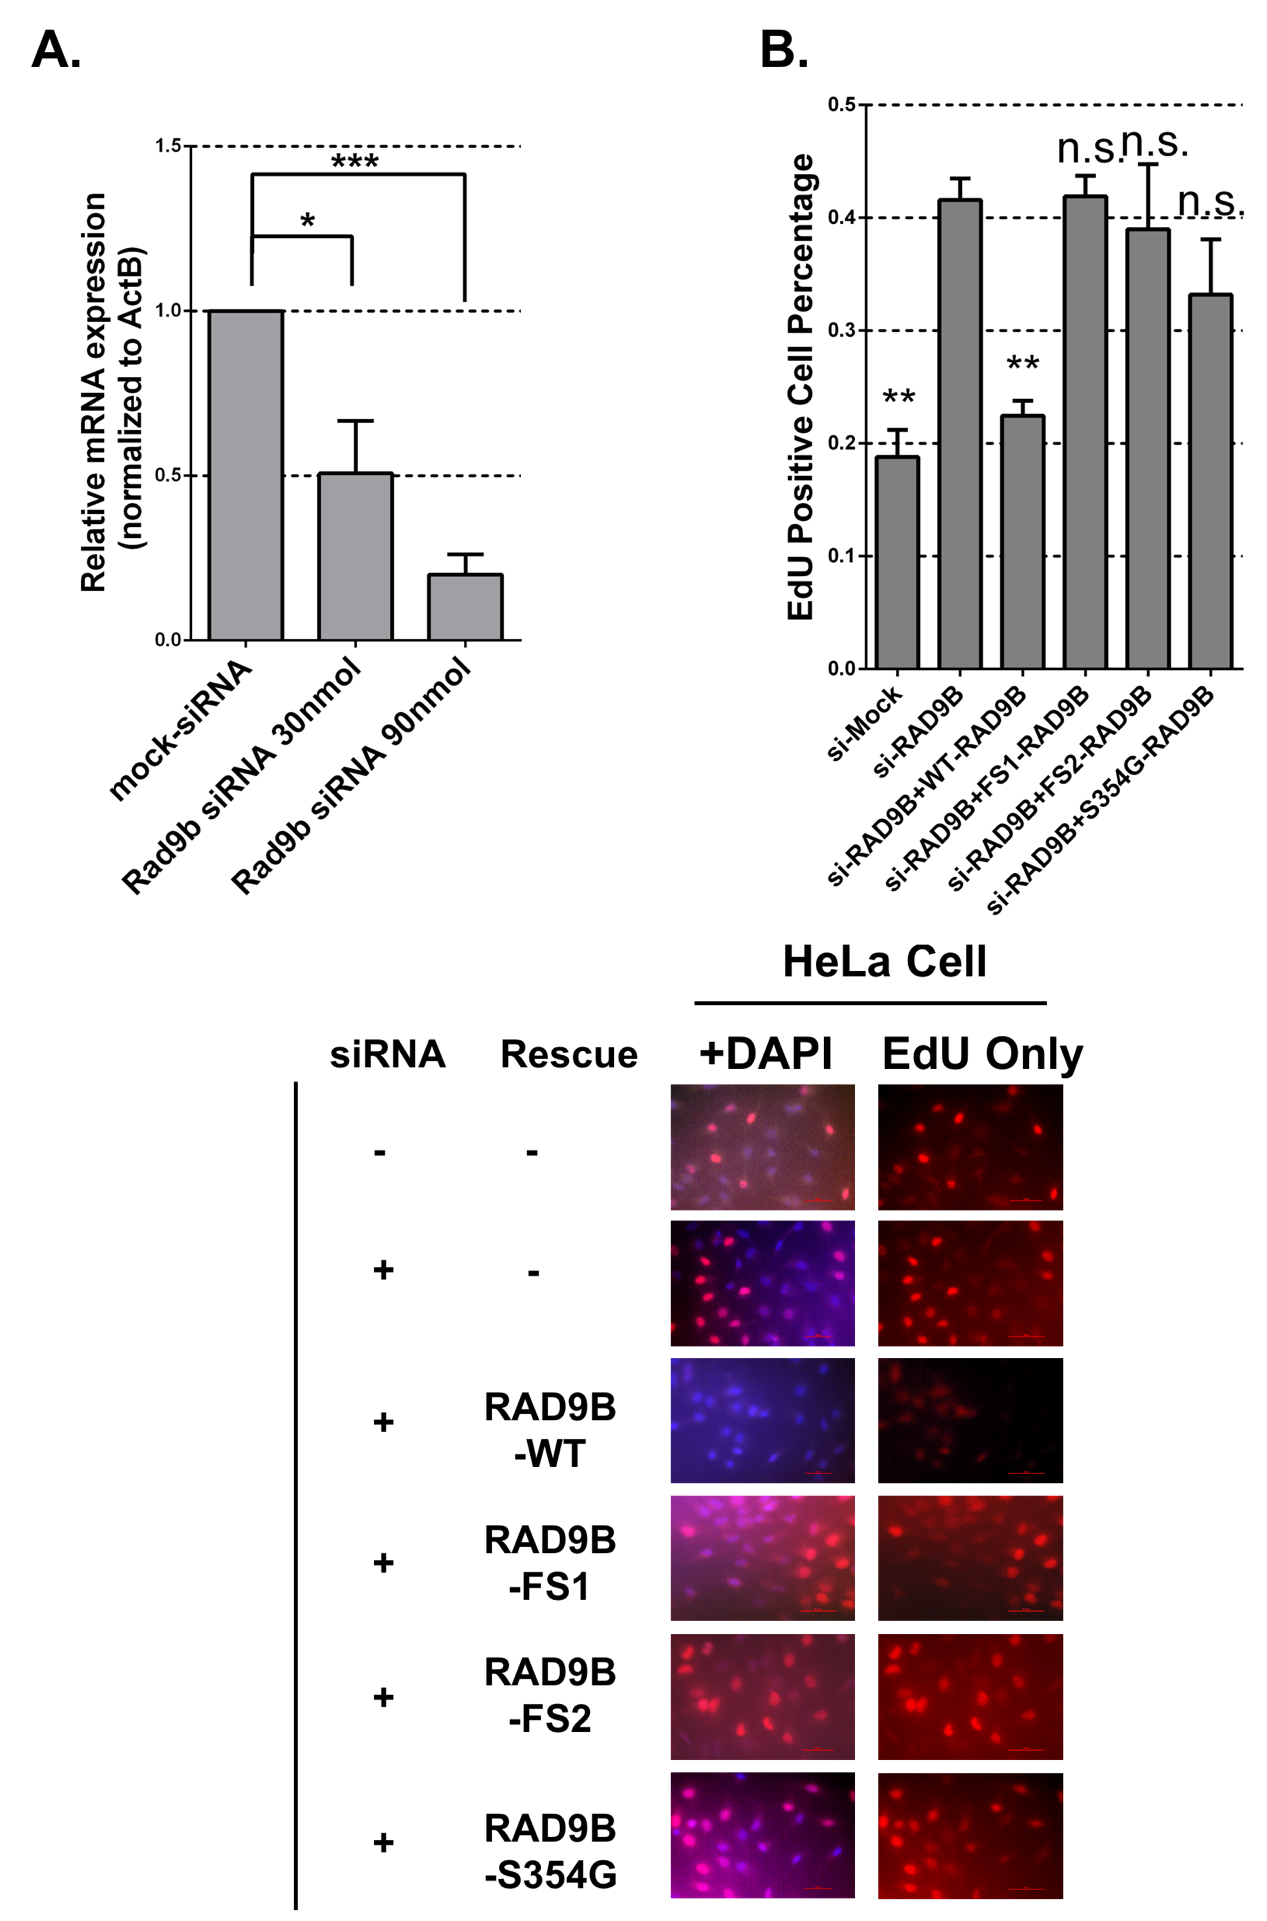 A.
1.5
1.0
0.5
0.0
***
*
Relative mRNA expression
(normalized to ActB)
mock-siRNA
Rad9b siRNA 30nmol
Rad9b siRNA 90nmol
B.
0.5
0.4
0.3
0.2
0.1
0.0
EdU Positive Cell Percentage
**
**
n.s.
n.s.
n.s.
si-Mock
si-RAD9B
si-RAD9B+WT-RAD9B
si-RAD9B+FS1-RAD9B
si-RAD9B+FS2-RAD9B
si-RAD9B+S354G-RAD9B
HeLa Cell
siRNA Rescue +DAPI EdU Only
- -
+ -
+ RAD9B
-WT
+ RAD9B
-FS1
+ RAD9B
-FS2
+ RAD9B
-S354G